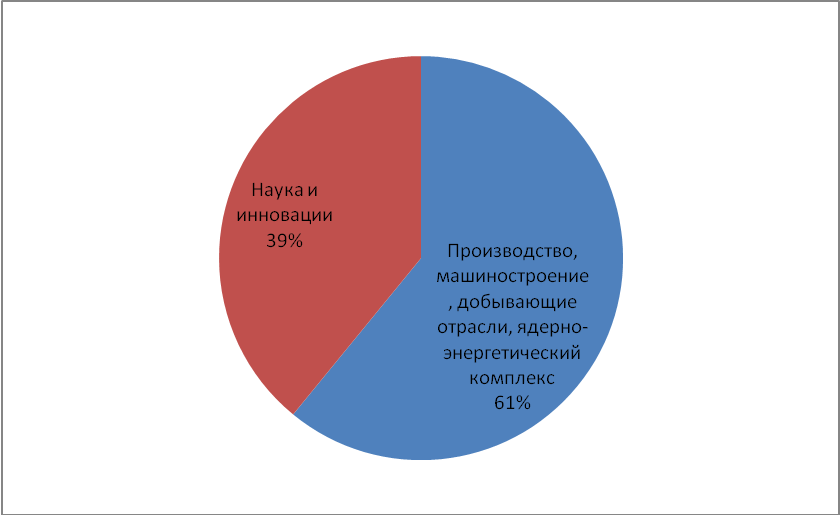 Наука и
инновации
39%
Производство,
машиностроение
, добывающие
отрасли, ядерно-
энергетический
комплекс
61%